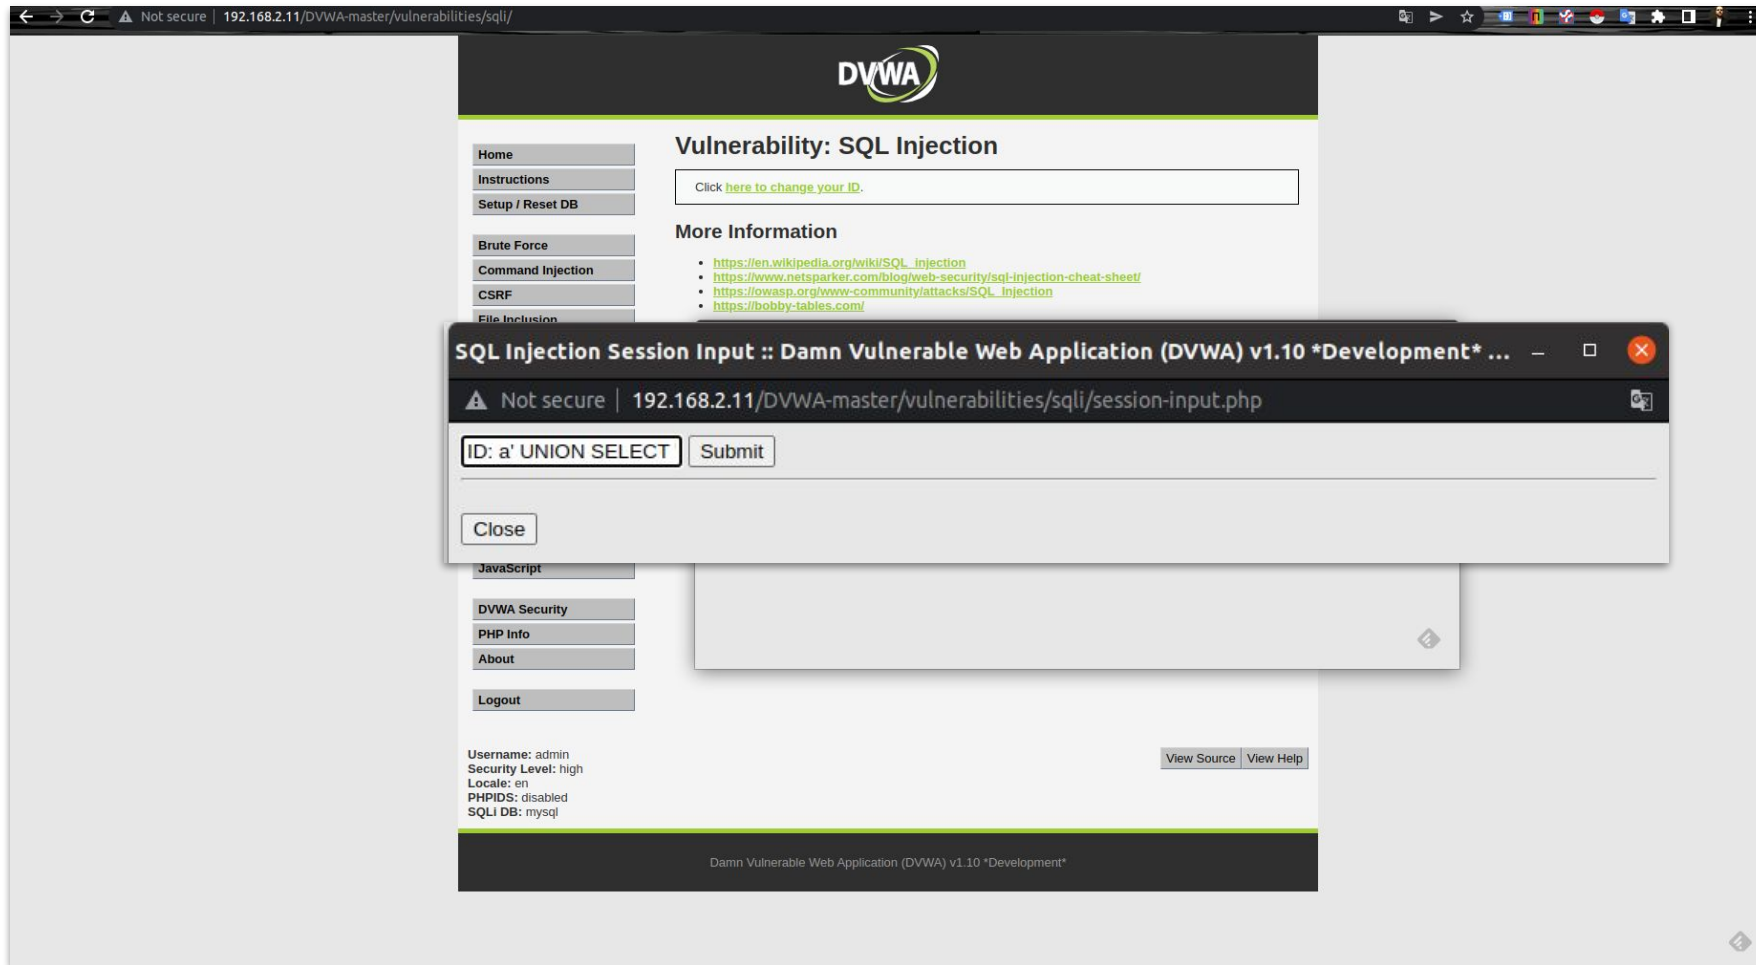 Not secure | 192.168.2.11/DVWA-master/vulnerabilities/sqli/
DVWA
Home
Instructions
Setup / Reset DB
Brute Force
Command Injection
CSRF
File Inclusion
Vulnerability: SQL Injection
Click here to change your ID.
More Information
https://en.wikipedia.org/wiki/SQL_injection
https://www.netsparker.com/blog/web-security/sql-injection-cheat-sheet/
https://owasp.org/www-community/attacks/SQL_Injection
https://bobby-tables.com/
SQL Injection Session Input :: Damn Vulnerable Web Application (DVWA) v1.10 *Development* ...
Not secure | 192.168.2.11/DVWA-master/vulnerabilities/sqli/session-input.php
ID: a' UNION SELECT Submit
Close
JavaScript
DVWA Security
PHP Info
About
Logout
Username: admin
Security Level: high
Locale: en
PHPIDS: disabled
SQLi DB: mysql
View Source View Help
Damn Vulnerable Web Application (DVWA) v1.10 *Development*